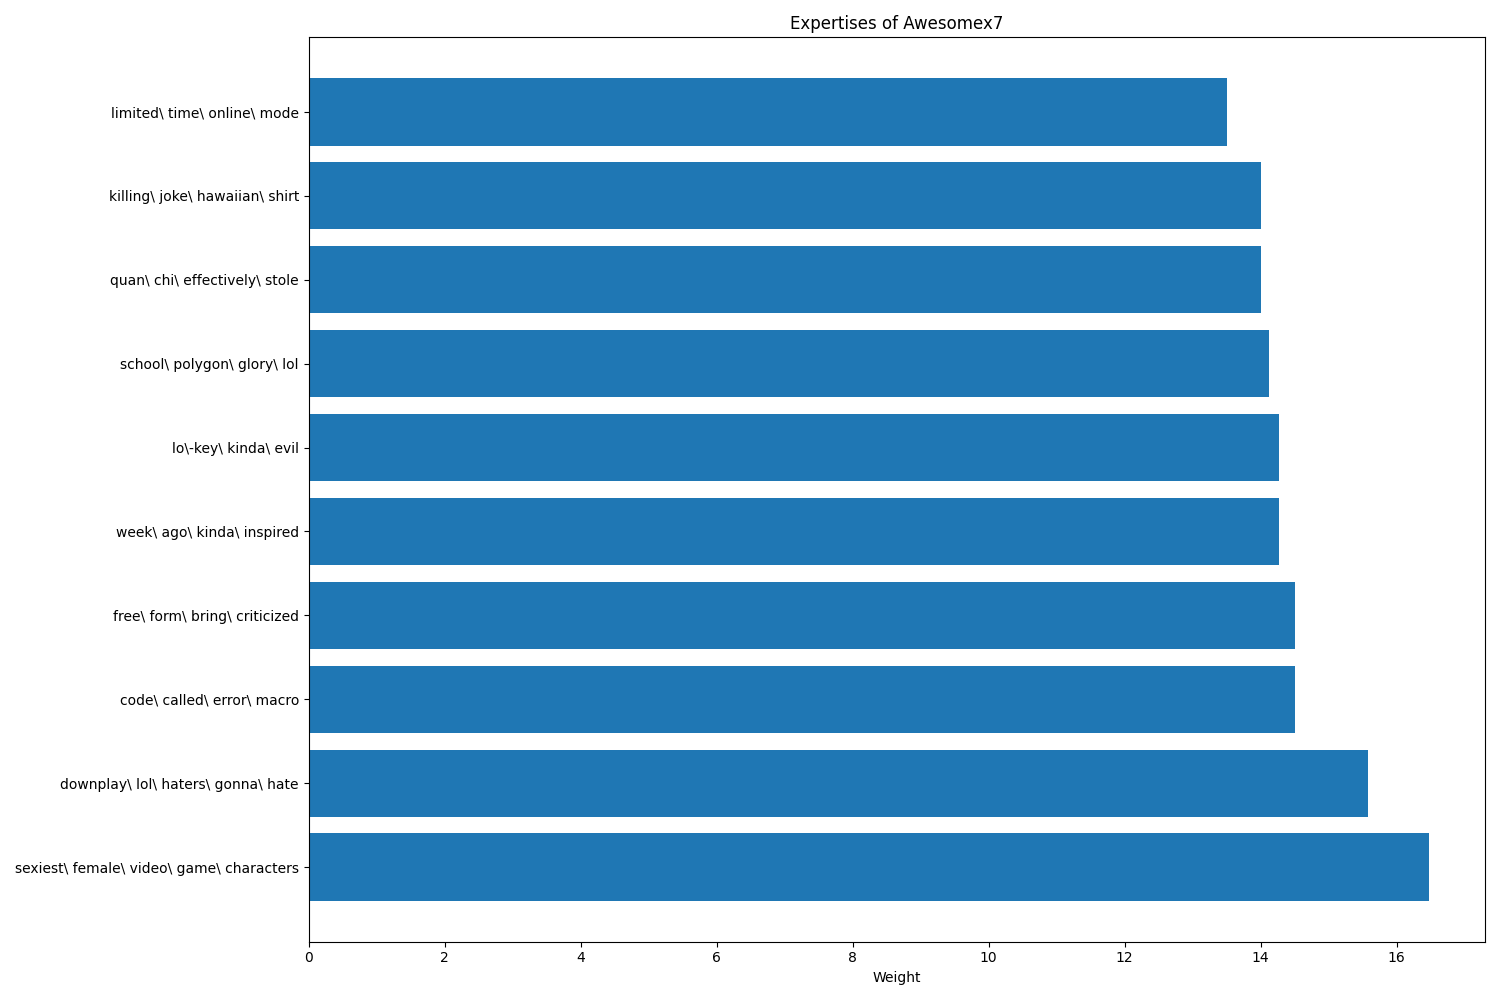 Expertises of Awesomex7
limited\ time\ online\ mode
killing\ joke\ hawaiian\ shirt
quan\ chi\ effectively\ stole
school\ polygon\ glory\ lol
lo\-key\ kinda\ evil
week\ ago\ kinda\ inspired
free\ form\ bring\ criticized
code\ called\ error\ macro
downplay\ lol\ haters\ gonna\ hate
sexiest\ female\ video\ game\ characters
0 2 4 6 8 10 12 14 16
Weight